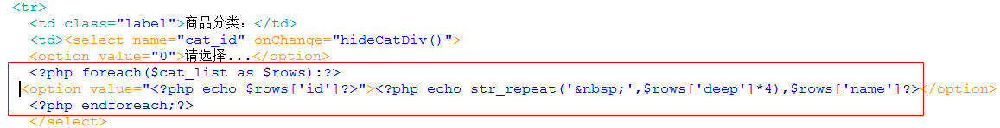 <tr>
<td class="label">商品分类：</td>
<td><select name="cat_id" onChange="hideCatDiv()">
<option value="0">请选择...</option>
<?php foreach($cat_list as $rows):?>
<option value="<?php echo $rows['id']?>"><?php echo str_repeat('&nbsp;',$rows['deep']*4),$rows['name']?></option>
<?php endforeach;?>
</select>